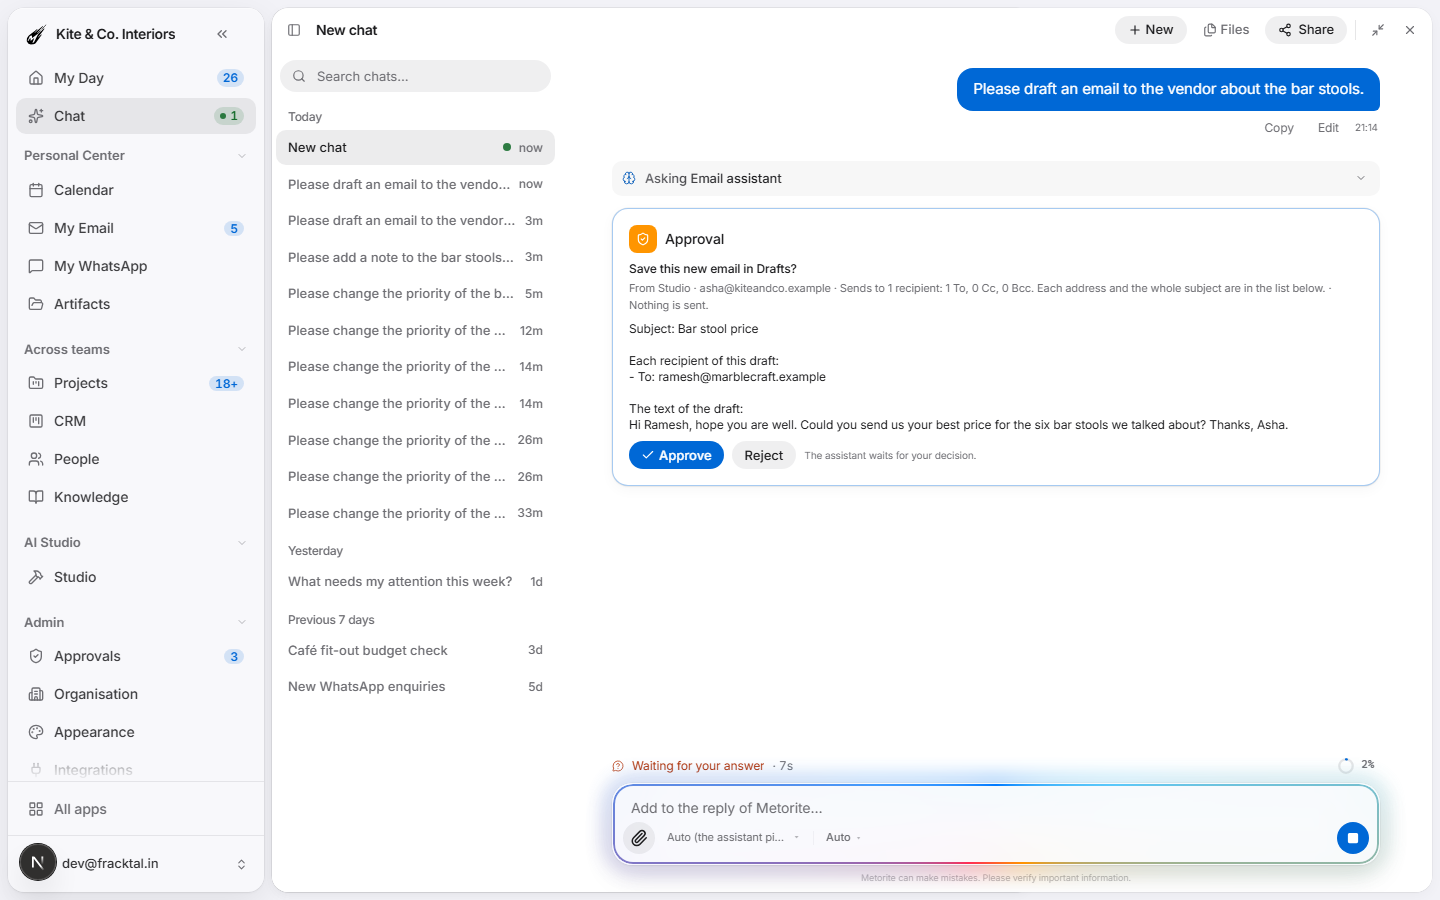 Kite & Co. Interiors
My Day 26
Chat 1
Personal Center
Calendar
My Email 5
My WhatsApp
Artifacts
Across teams
Projects 18+
CRM
People
Knowledge
AI Studio
Studio
Admin
Approvals 3
Organisation
Appearance
Integrations
All apps
N dev@fracktal.in
New chat
New Files Share
Search chats...
Today
New chat now
Please draft an email to the vendo... now
Please draft an email to the vendor... 3m
Please add a note to the bar stools... 3m
Please change the priority of the b... 5m
Please change the priority of the ... 12m
Please change the priority of the ... 14m
Please change the priority of the ... 14m
Please change the priority of the ... 26m
Please change the priority of the ... 26m
Please change the priority of the ... 33m
Yesterday
What needs my attention this week? 1d
Previous 7 days
Café fit-out budget check 3d
New WhatsApp enquiries 5d
Please draft an email to the vendor about the bar stools.
Copy Edit 21:14
Asking Email assistant
Approval
Save this new email in Drafts?
From Studio · asha@kiteandco.example · Sends to 1 recipient: 1 To, 0 Cc, 0 Bcc. Each address and the whole subject are in the list below. ·
Nothing is sent.
Subject: Bar stool price
Each recipient of this draft:
- To: ramesh@marblecraft.example
The text of the draft:
Hi Ramesh, hope you are well. Could you send us your best price for the six bar stools we talked about? Thanks, Asha.
Approve Reject The assistant waits for your decision.
Waiting for your answer · 7s 2%
Add to the reply of Metorite...
Auto (the assistant pi... Auto
Metorite can make mistakes. Please verify important information.